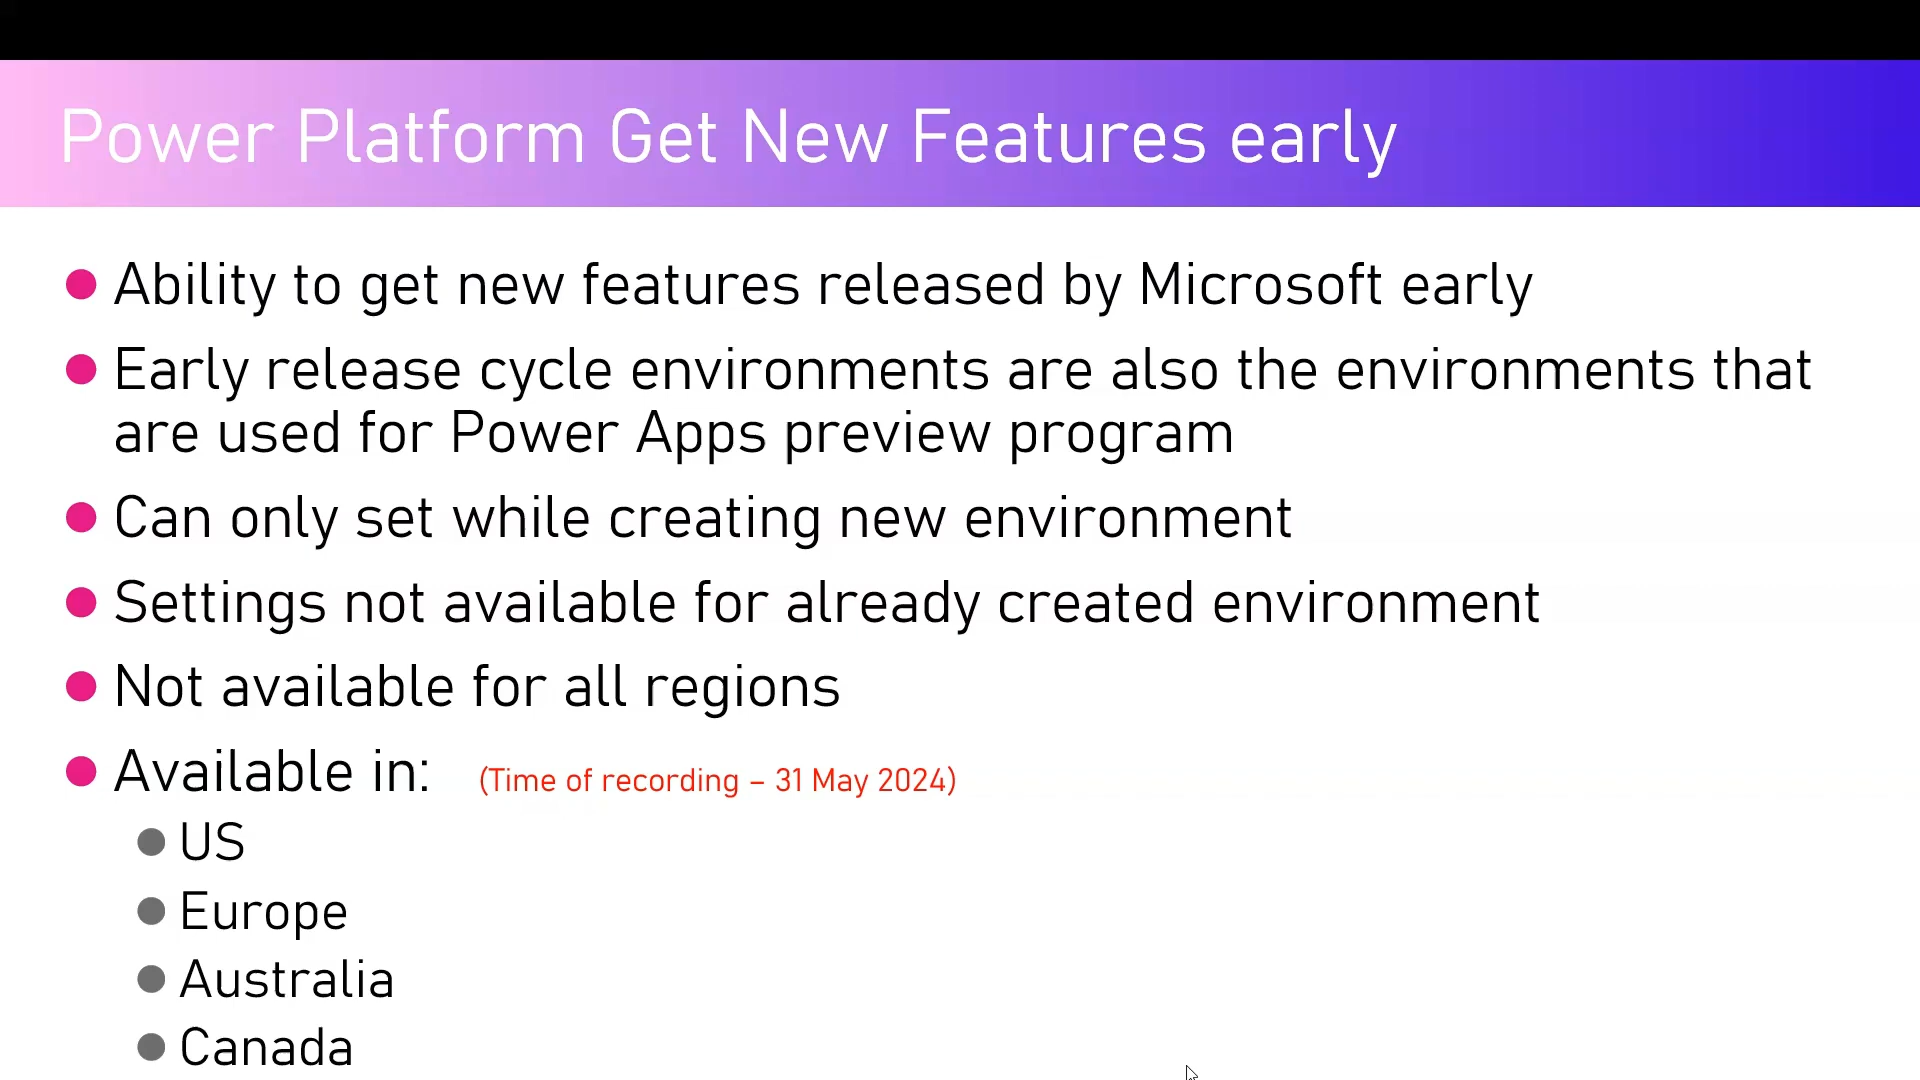 Power Platform Get New Features early
Ability to get new features released by Microsoft early
Early release cycle environments are also the environments that
are used for Power Apps preview program
Can only set while creating new environment
Settings not available for already created environment
Not available for all regions
Available in: (Time of recording – 31 May 2024)
US
Europe
Australia
Canada